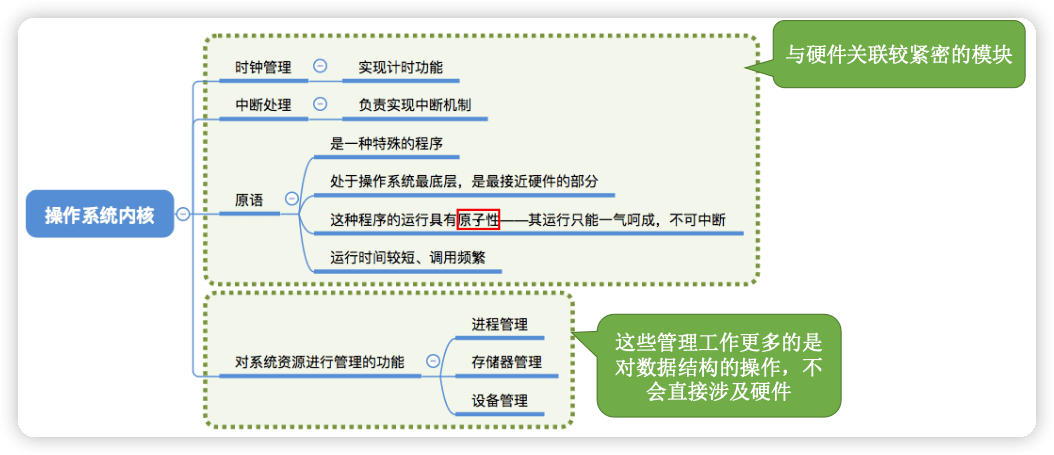 与硬件关联较紧密的模块
时钟管理
实现计时功能
中断处理
负责实现中断机制
是一种特殊的程序
处于操作系统最底层，是最接近硬件的部分
原语
操作系统内核
这种程序的运行具有原子性——其运行只能一气呵成，不可中断
运行时间较短、调用频繁
进程管理
对系统资源进行管理的功能
存储器管理
设备管理
这些管理工作更多的是
对数据结构的操作，不
会直接涉及硬件